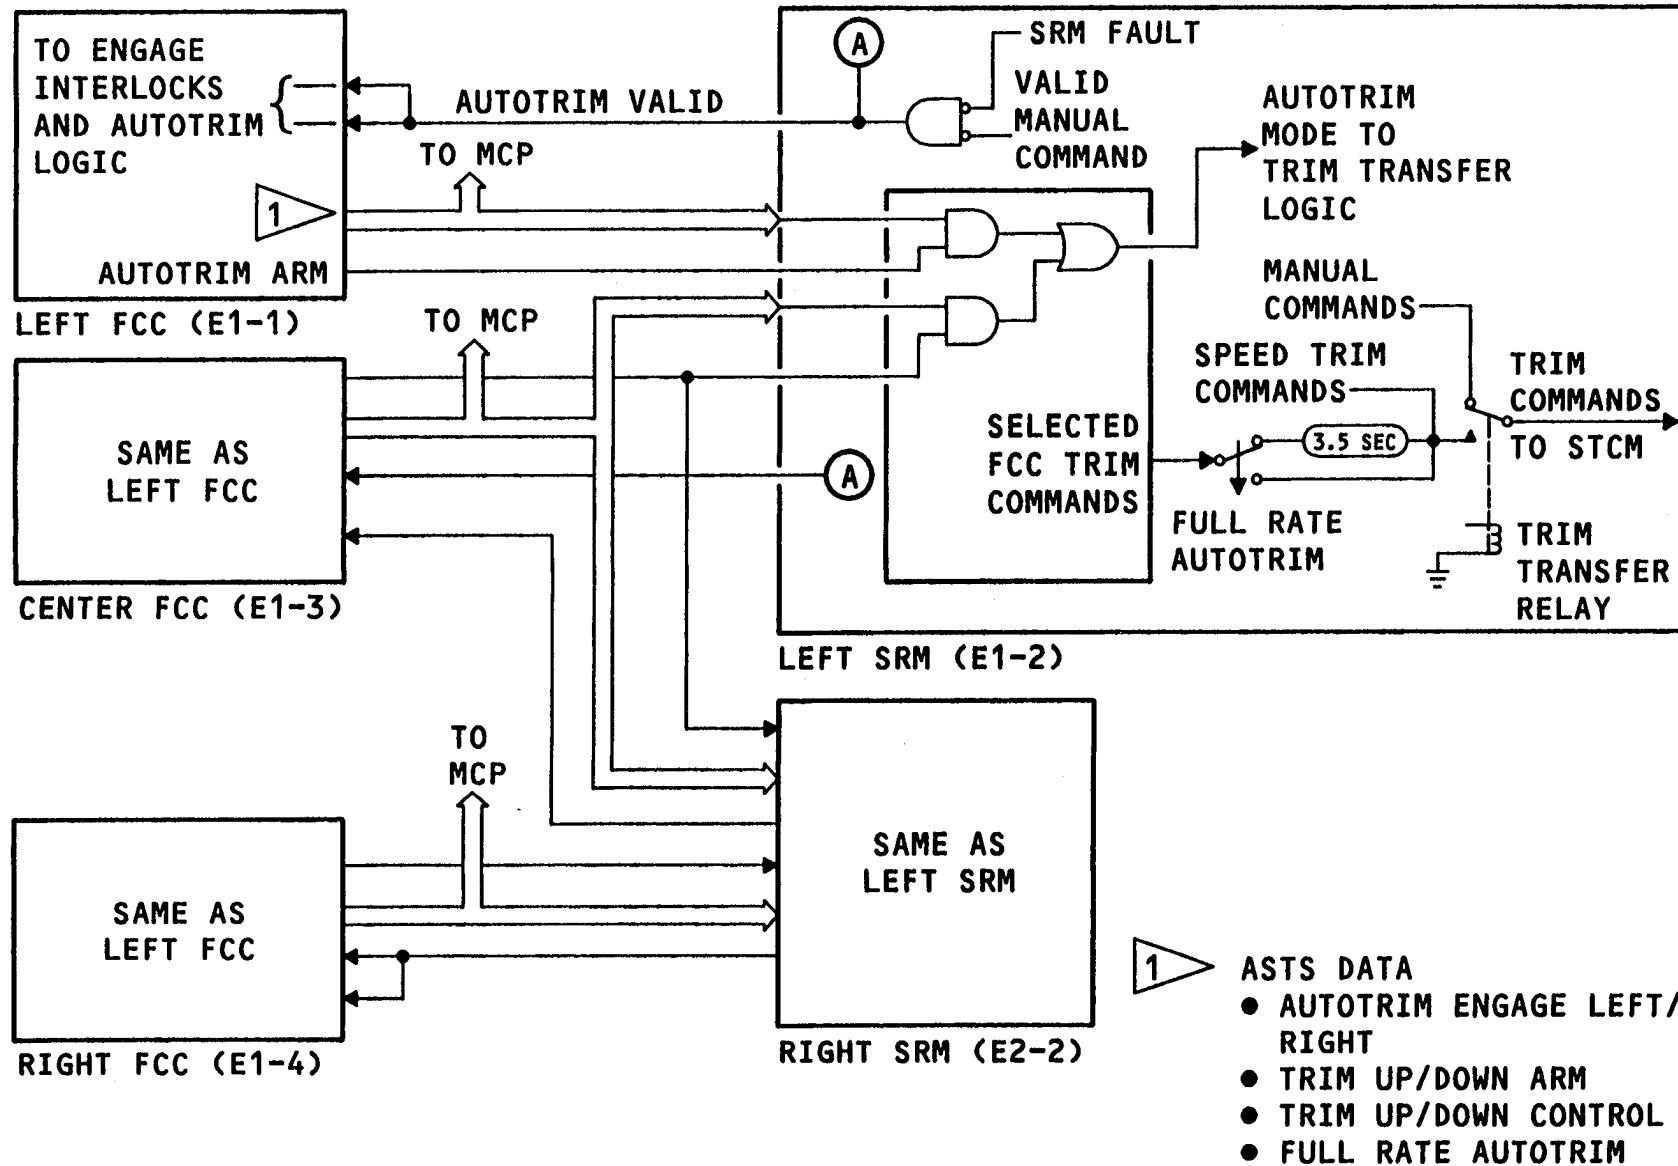 TO ENGAGE
INTERLOCKS
AND AUTOTRIM
LOGIC
1
AUTOTRIM ARM
LEFT FCC (E1-1)
AUTOTRIM VALID
TO MCP
A
SRM FAULT
VALID
MANUAL
COMMAND
AUTOTRIM
MODE TO
TRIM TRANSFER
LOGIC
MANUAL
COMMANDS
SPEED TRIM
COMMANDS
3.5 SEC
TRIM
COMMANDS
TO STCM
SELECTED
FCC TRIM
COMMANDS
FULL RATE
AUTOTRIM
TRIM
TRANSFER
RELAY
LEFT SRM (E1-2)
TO MCP
SAME AS
LEFT FCC
A
CENTER FCC (E1-3)
TO
MCP
SAME AS
LEFT FCC
RIGHT FCC (E1-4)
SAME AS
LEFT SRM
RIGHT SRM (E2-2)
1
ASTS DATA
● AUTOTRIM ENGAGE LEFT/
RIGHT
● TRIM UP/DOWN ARM
● TRIM UP/DOWN CONTROL
● FULL RATE AUTOTRIM